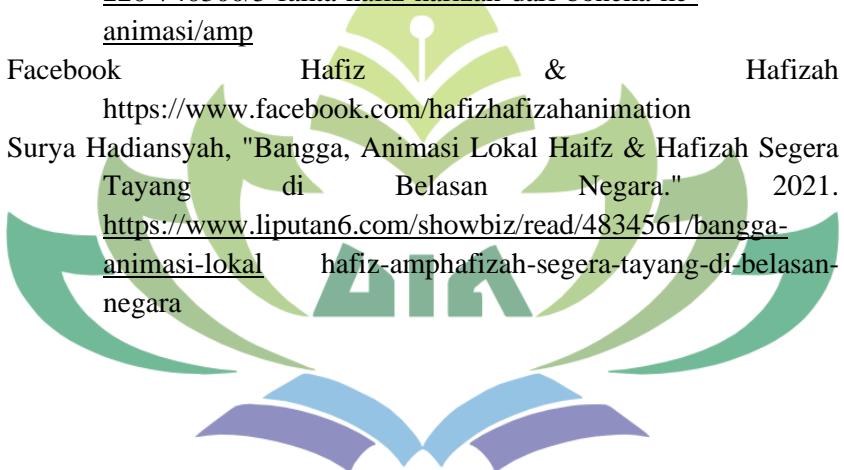 animasi/amp
Facebook Hafiz & Hafizah
https://www.facebook.com/hafizhafizahanimation
Surya Hadiansyah, "Bangga, Animasi Lokal Haifz & Hafizah Segera
Tayang di Belasan Negara." 2021.
https://www.liputan6.com/showbiz/read/4834561/bangga-
animasi-lokal hafiz-amphafizah-segera-tayang-di-belasan-
negara